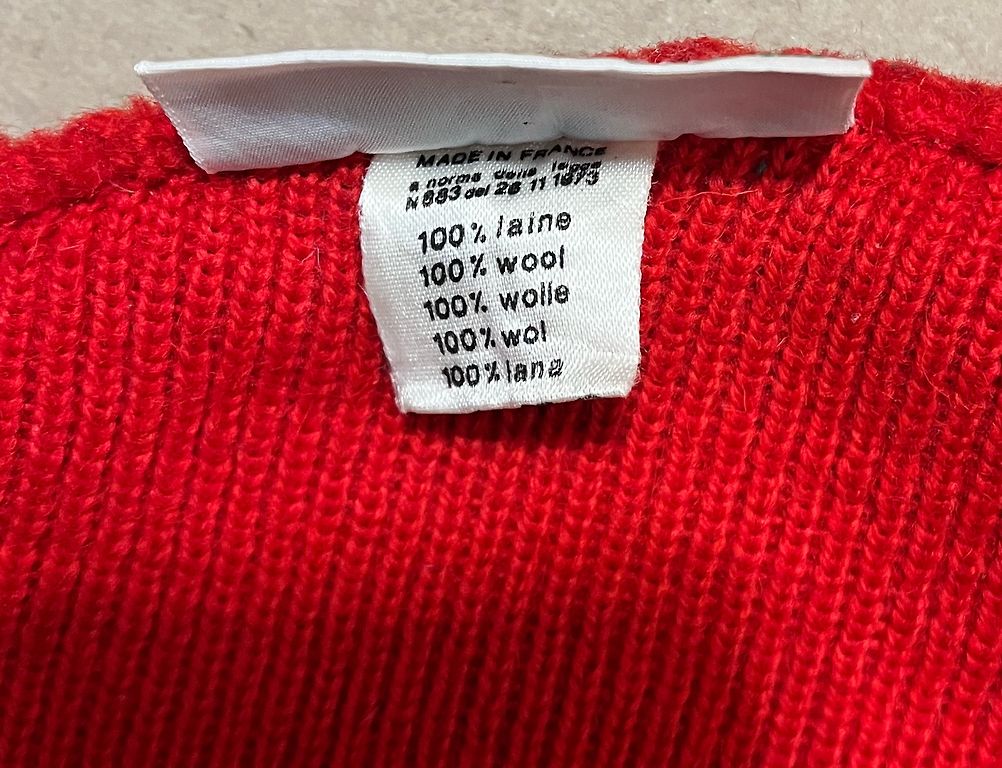 MADE IN FRANCE
a norma della legge
N 883 del 26 11 1973
100% laine
100% wool
100% wolle
100% wol
100% lana